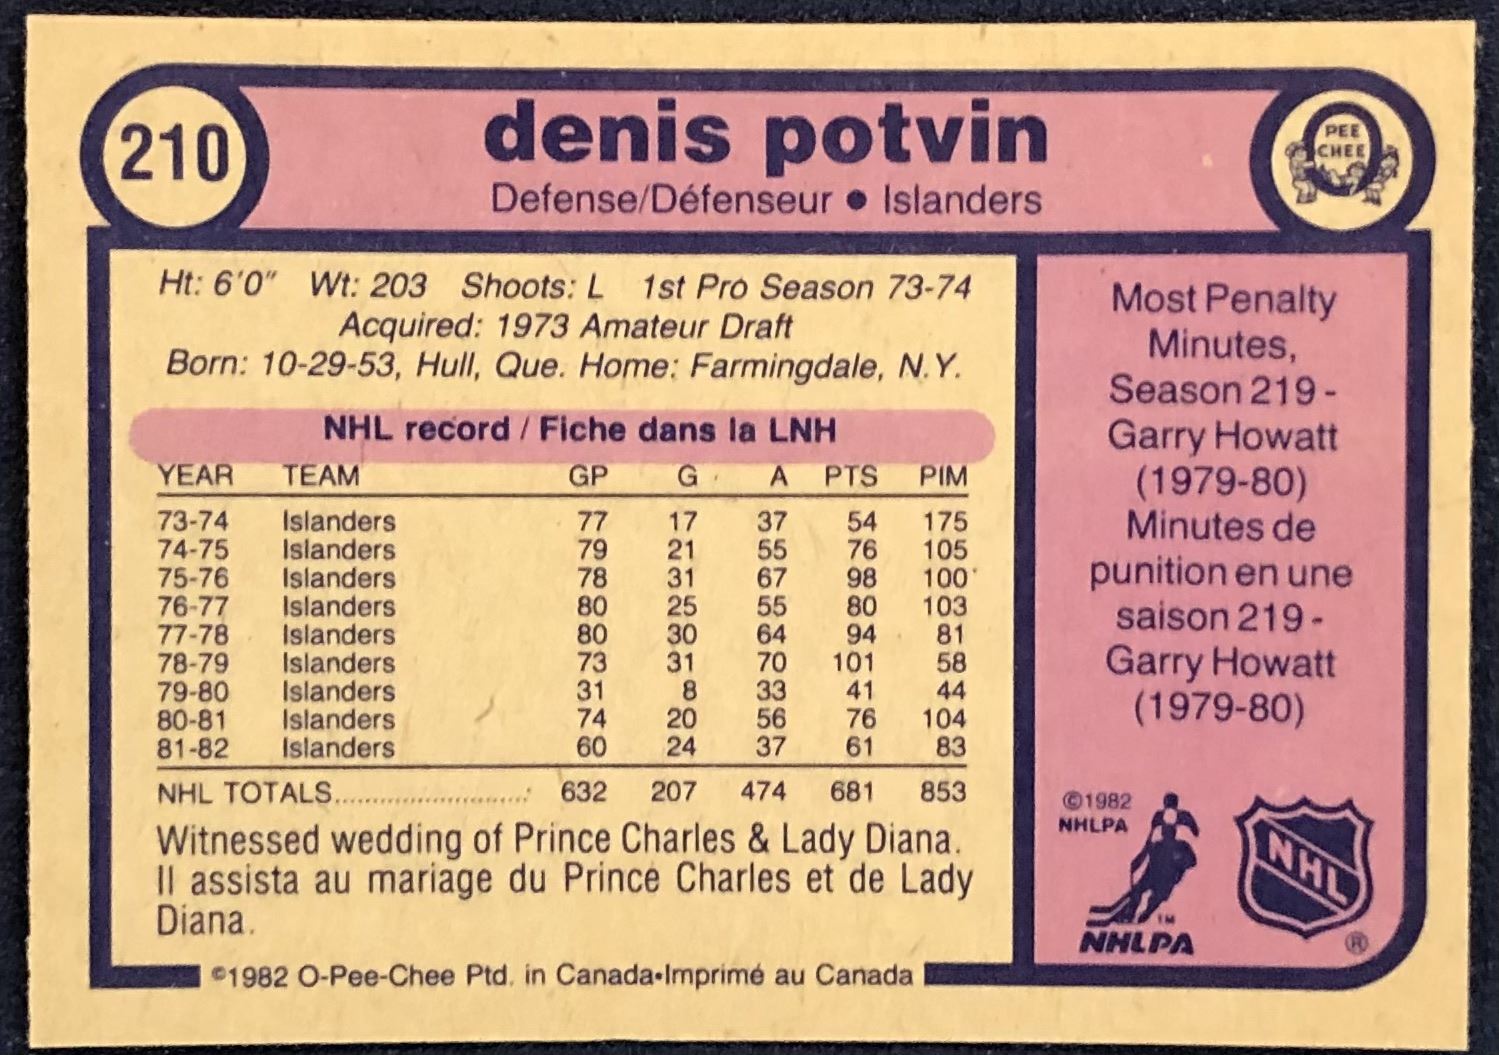 210
denis potvin
Defense/Défenseur • Islanders
PEE
CHEE
Ht: 6'0" Wt: 203 Shoots: L 1st Pro Season 73-74
Acquired: 1973 Amateur Draft
Born: 10-29-53, Hull, Que. Home: Farmingdale, N.Y.
NHL record / Fiche dans la LNH
YEAR TEAM GP G A PTS PIM
73-74 Islanders 77 17 37 54 175
74-75 Islanders 79 21 55 76 105
75-76 Islanders 78 31 67 98 100
76-77 Islanders 80 25 55 80 103
77-78 Islanders 80 30 64 94 81
78-79 Islanders 73 31 70 101 58
79-80 Islanders 31 8 33 41 44
80-81 Islanders 74 20 56 76 104
81-82 Islanders 60 24 37 61 83
NHL TOTALS............................ 632 207 474 681 853
Witnessed wedding of Prince Charles & Lady Diana.
Il assista au mariage du Prince Charles et de Lady
Diana.
©1982 O-Pee-Chee Ptd. in Canada•Imprimé au Canada
Most Penalty
Minutes,
Season 219 -
Garry Howatt
(1979-80)
Minutes de
punition en une
saison 219 -
Garry Howatt
(1979-80)
©1982
NHLPA
TM
NHLPA
NHL
®